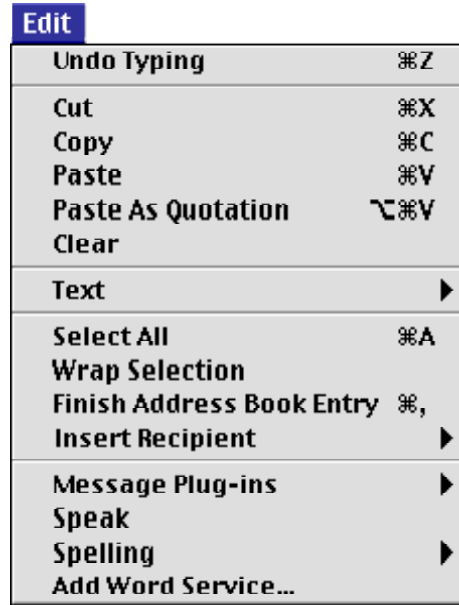 Edit
Undo Typing ⌘Z
Cut ⌘X
Copy ⌘C
Paste ⌘V
Paste As Quotation ⌥⌘V
Clear
Text
Select All ⌘A
Wrap Selection
Finish Address Book Entry ⌘,
Insert Recipient
Message Plug-ins
Speak
Spelling
Add Word Service...